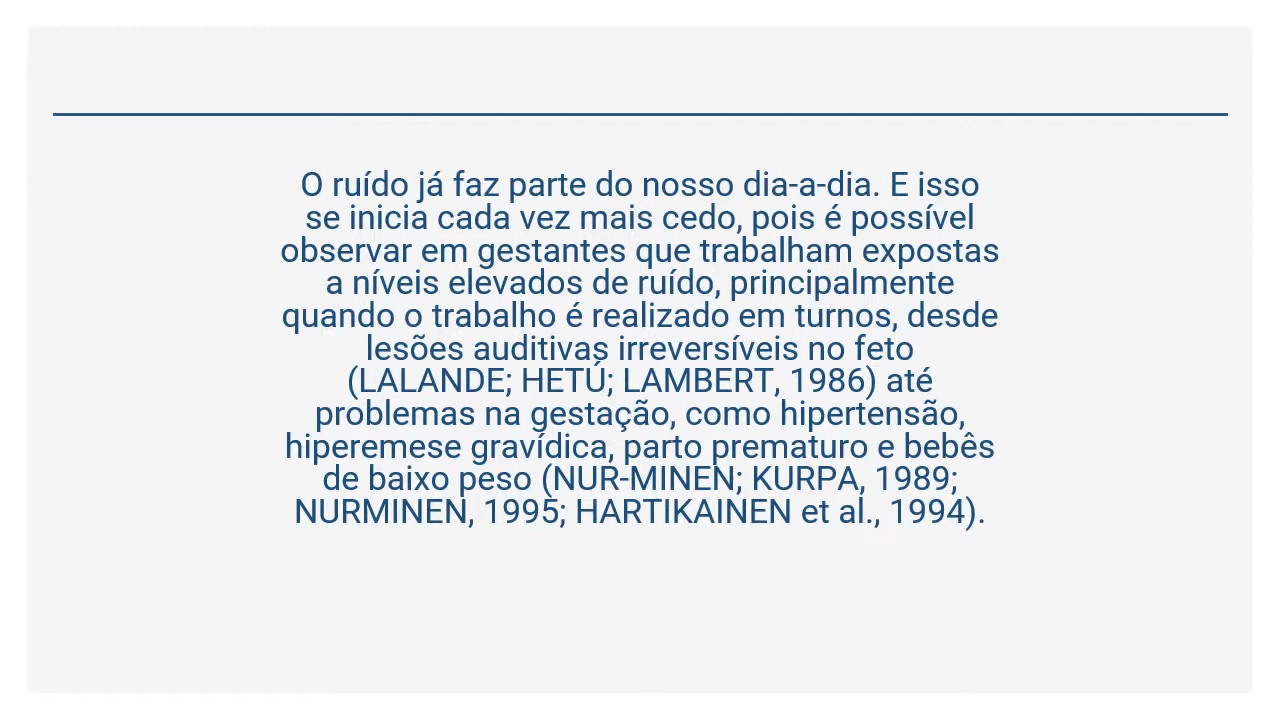 O ruído já faz parte do nosso dia-a-dia. E isso
se inicia cada vez mais cedo, pois é possível
observar em gestantes que trabalham expostas
a níveis elevados de ruído, principalmente
quando o trabalho é realizado em turnos, desde
lesões auditivas irreversíveis no feto
(LALANDE; HETÚ; LAMBERT, 1986) até
problemas na gestação, como hipertensão,
hiperemese gravídica, parto prematuro e bebês
de baixo peso (NUR-MINEN; KURPA, 1989;
NURMINEN, 1995; HARTIKAINEN et al., 1994).